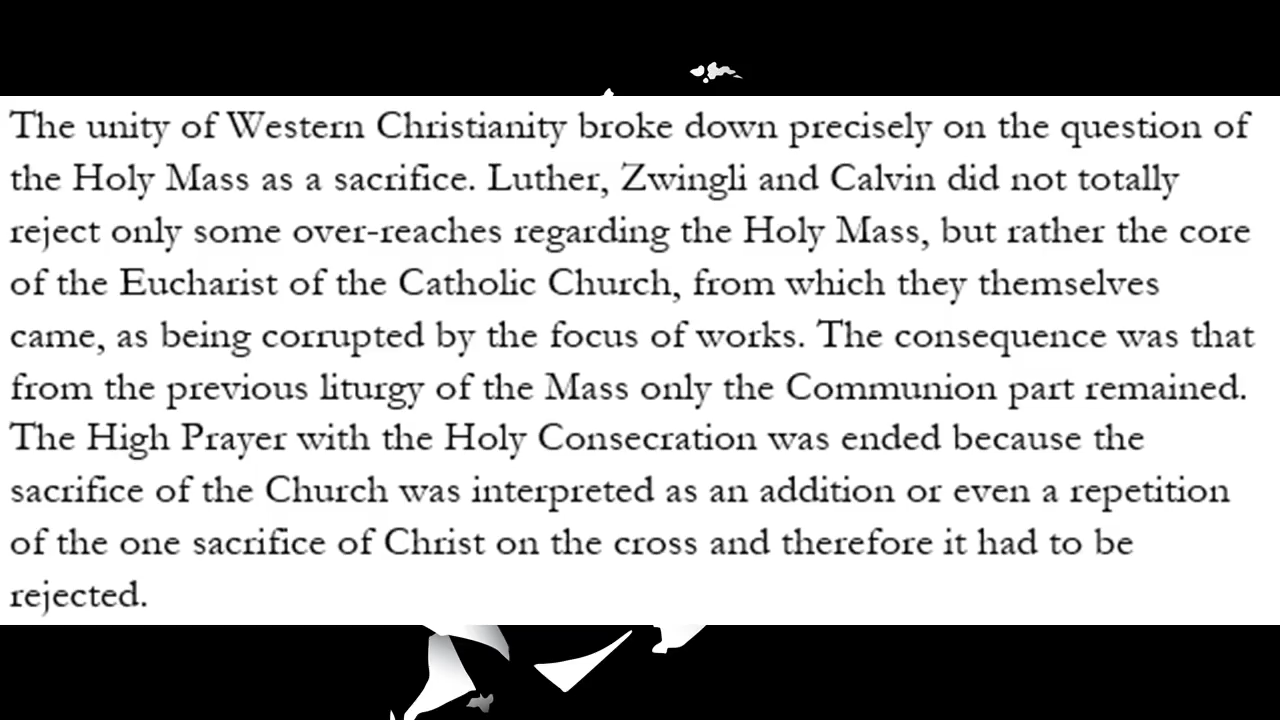 The unity of Western Christianity broke down precisely on the question of
the Holy Mass as a sacrifice. Luther, Zwingli and Calvin did not totally
reject only some over-reaches regarding the Holy Mass, but rather the core
of the Eucharist of the Catholic Church, from which they themselves
came, as being corrupted by the focus of works. The consequence was that
from the previous liturgy of the Mass only the Communion part remained.
The High Prayer with the Holy Consecration was ended because the
sacrifice of the Church was interpreted as an addition or even a repetition
of the one sacrifice of Christ on the cross and therefore it had to be
rejected.